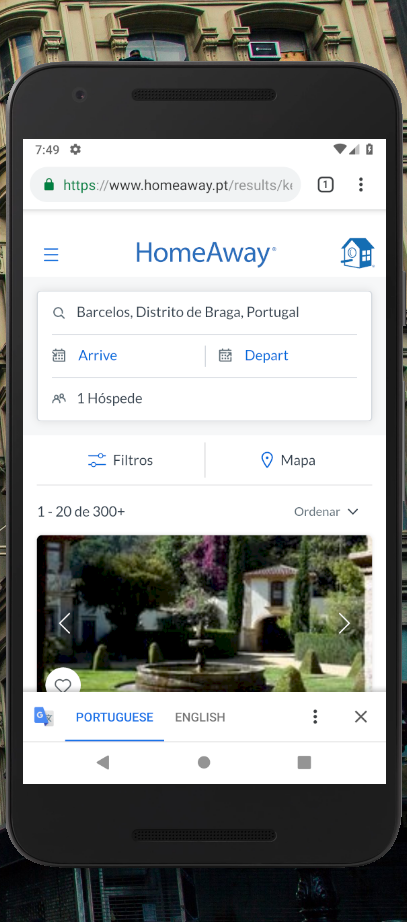 7:49
https://www.homeaway.pt/results/ke
1
HomeAway®
Barcelos, Distrito de Braga, Portugal
Arrive
Depart
1 Hóspede
Filtros
Mapa
1 - 20 de 300+
Ordenar
PORTUGUESE
ENGLISH